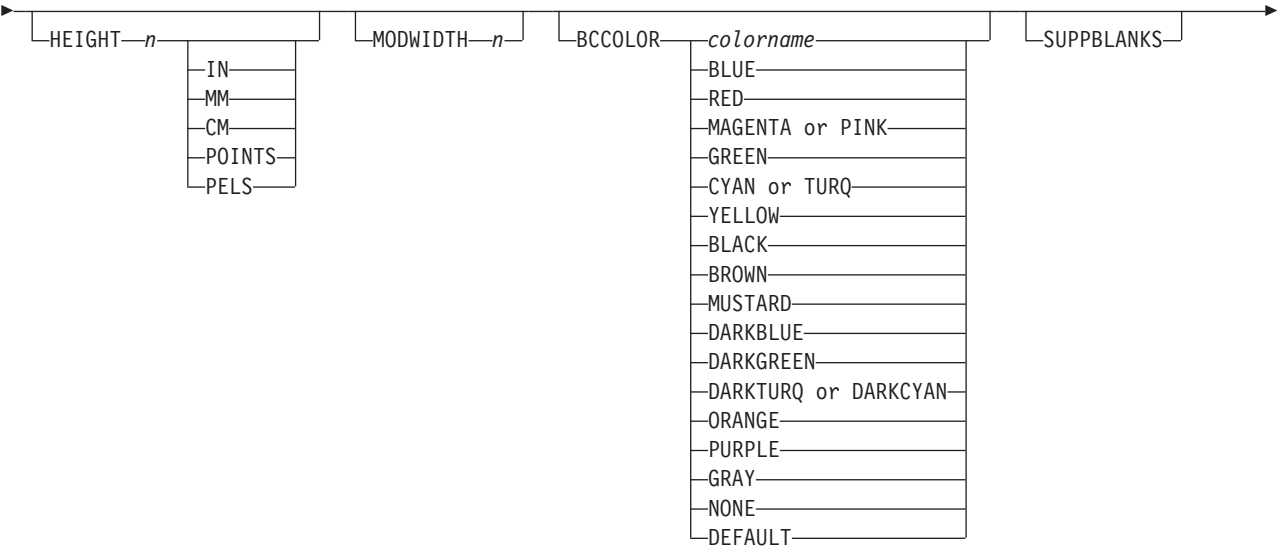 HEIGHT n MODWIDTH n BCCOLOR colorname SUPPBLANKS
IN BLUE
MM RED
CM MAGENTA or PINK
POINTS GREEN
PELS CYAN or TURQ
YELLOW
BLACK
BROWN
MUSTARD
DARKBLUE
DARKGREEN
DARKTURQ or DARKCYAN
ORANGE
PURPLE
GRAY
NONE
DEFAULT